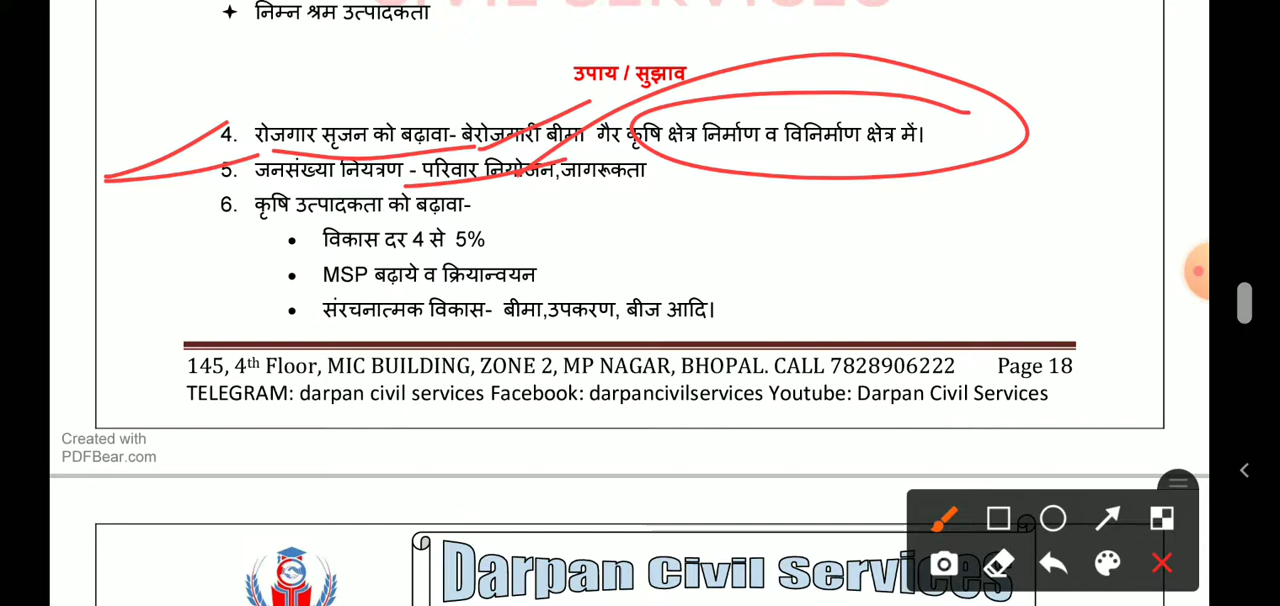 CIVIL SERVICES
✦ निम्न श्रम उत्पादकता
उपाय / सुझाव
4. रोजगार सृजन को बढ़ावा- बेरोजगारी बीमा गैर कृषि क्षेत्र निर्माण व विनिर्माण क्षेत्र में।
5. जनसंख्या नियत्रण - परिवार नियोजन,जागरूकता
6. कृषि उत्पादकता को बढ़ावा-
• विकास दर 4 से 5%
• MSP बढ़ाये व क्रियान्वयन
• संरचनात्मक विकास- बीमा,उपकरण, बीज आदि।
145, 4th Floor, MIC BUILDING, ZONE 2, MP NAGAR, BHOPAL. CALL 7828906222 Page 18
TELEGRAM: darpan civil services Facebook: darpancivilservices Youtube: Darpan Civil Services
Created with
PDFBear.com
Darpan Civil Services